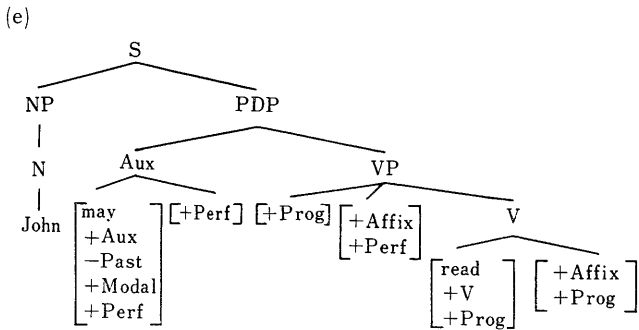 (e)
S
NP PDP
N Aux VP
John [may [+Perf] [+Prog] [+Affix V
+Aux +Perf]
−Past
+Modal [read [+Affix
+Perf] +V +Prog]
+Prog]